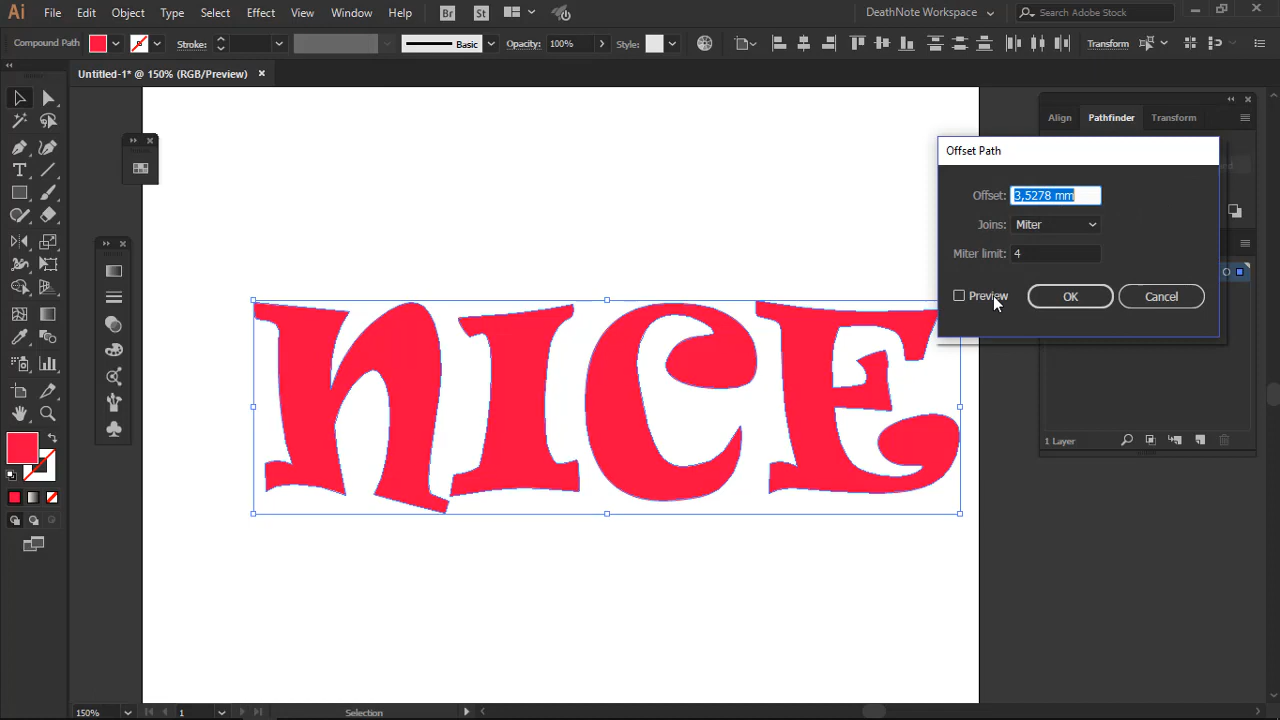 Ai File Edit Object Type Select Effect View Window Help Br St DeathNote Workspace Search Adobe Stock
Compound Path Stroke: Basic Opacity: 100% Style: Transform
Untitled-1* @ 150% (RGB/Preview) ×
Align Pathfinder Transform
Offset Path
Offset: 3,5278 mm
Joins: Miter
Miter limit: 4
Preview OK Cancel
NICE
1 Layer
150% 1 Selection